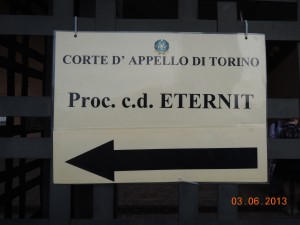 CORTE D' APPELLO DI TORINO
Proc. c.d. ETERNIT
03.06.2013